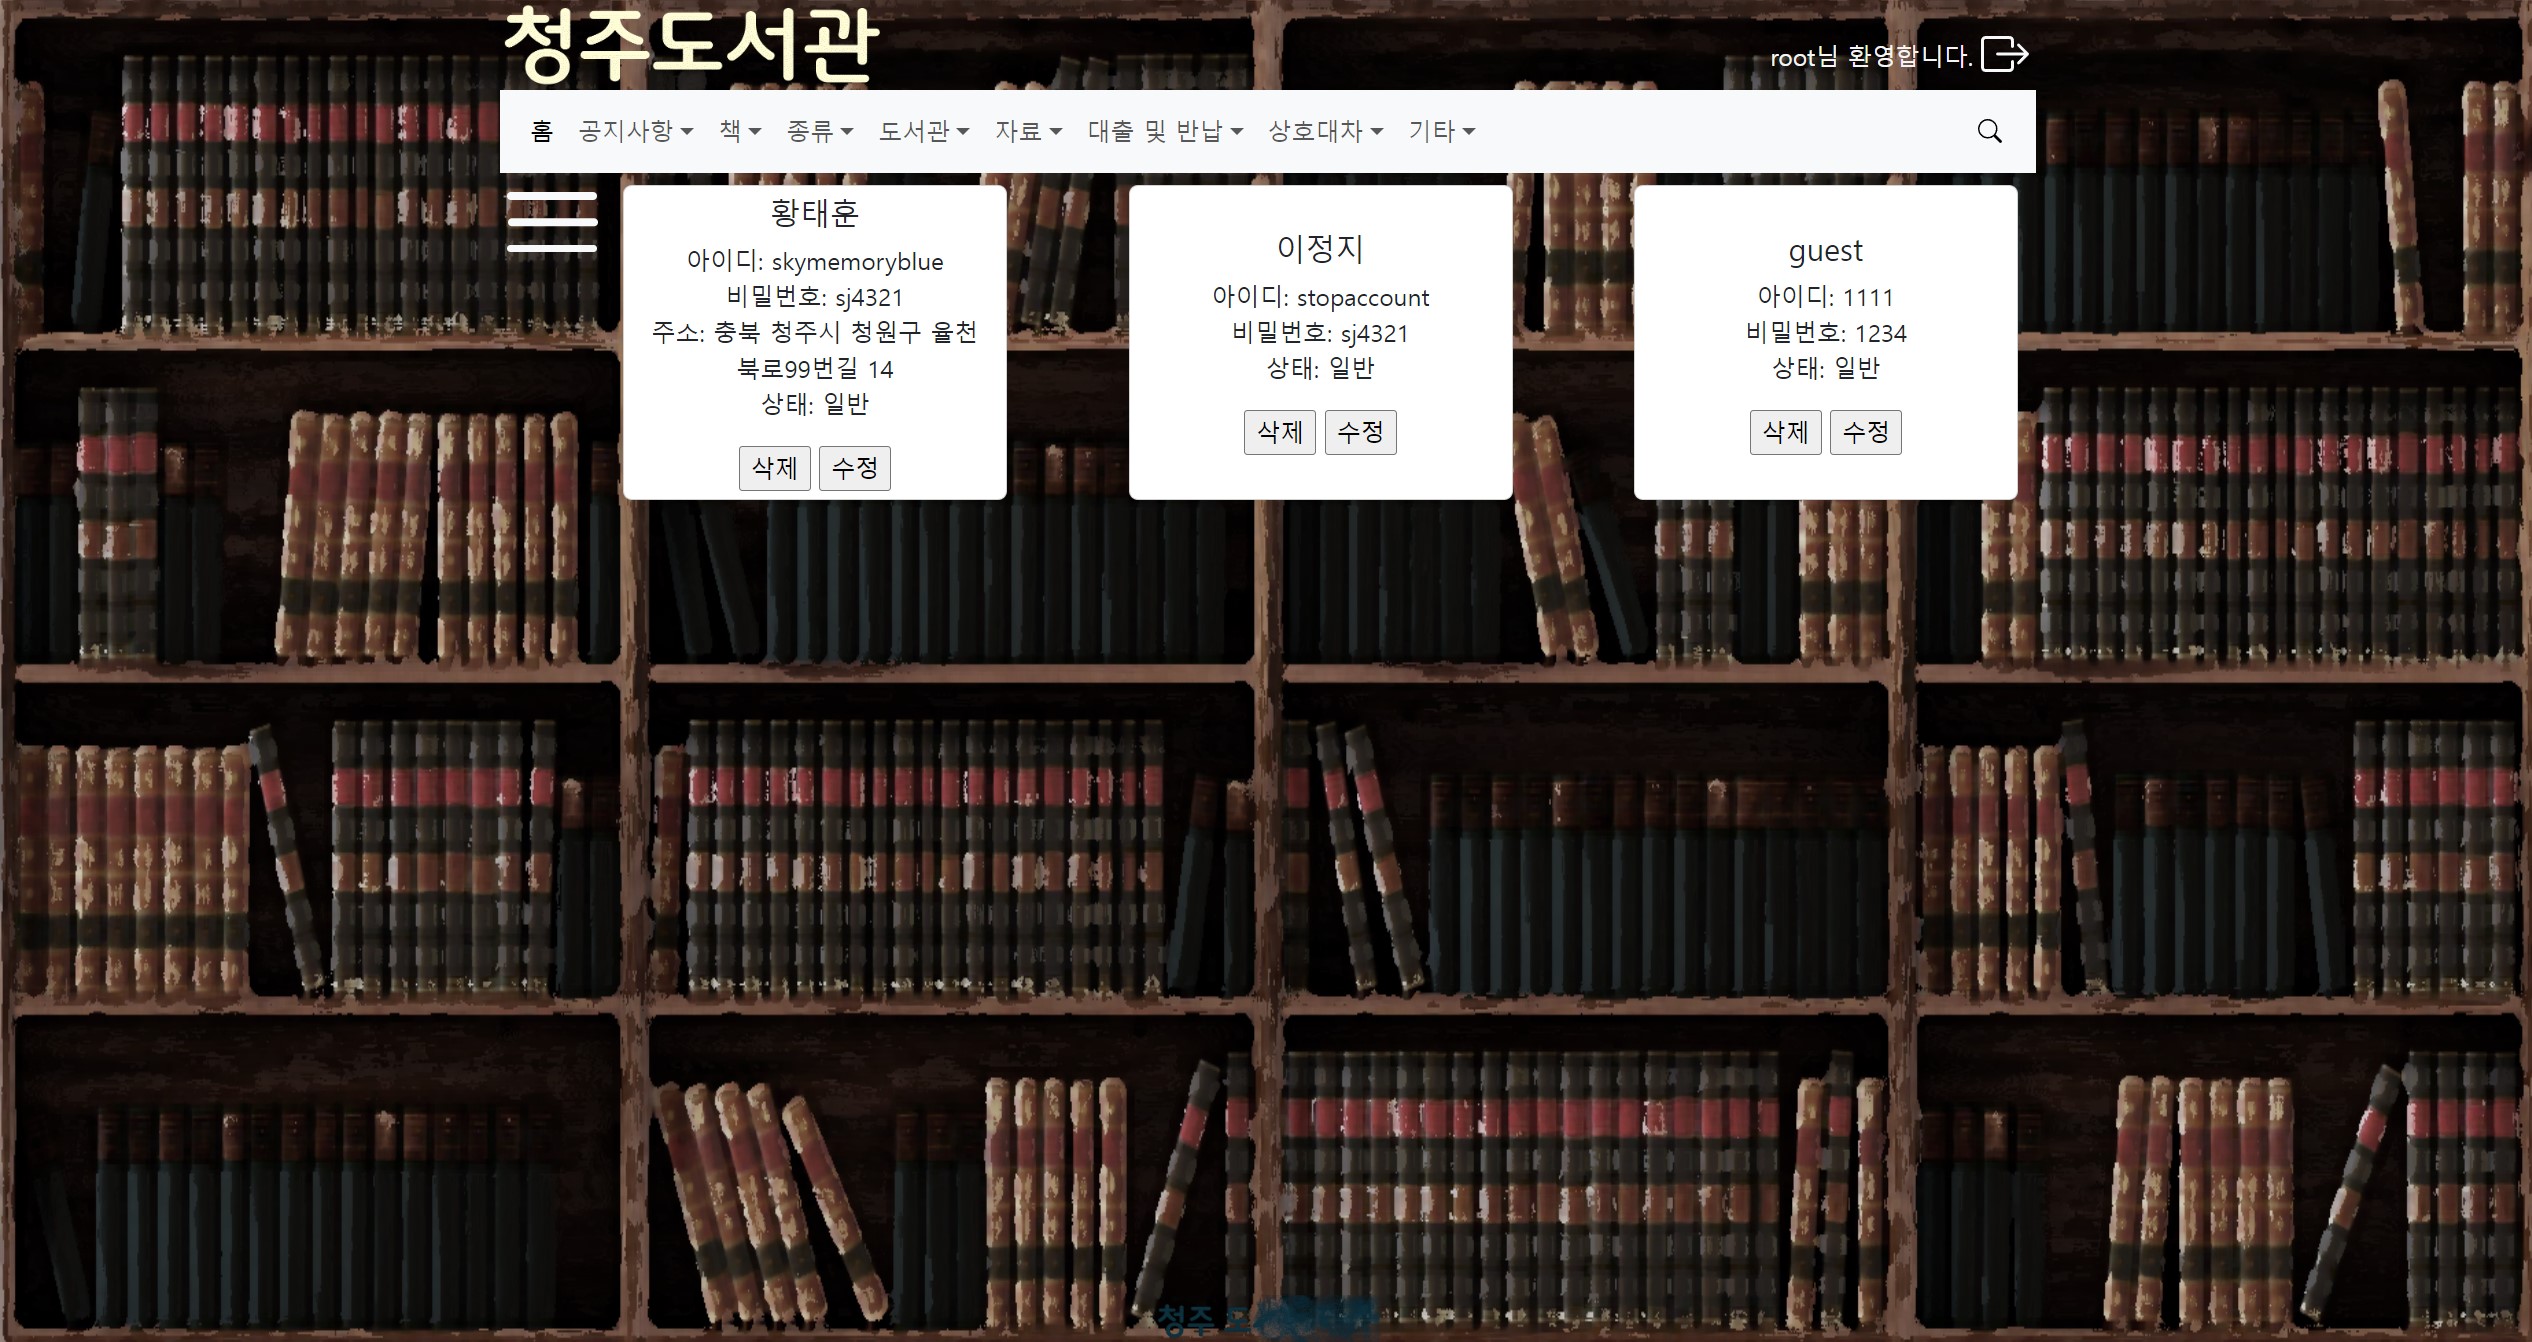 청주도서관
root님 환영합니다.
홈 공지사항 책 종류 도서관 자료 대출 및 반납 상호대차 기타
황태훈
아이디: skymemoryblue
비밀번호: sj4321
주소: 충북 청주시 청원구 율천
북로99번길 14
상태: 일반
삭제 수정
이정지
아이디: stopaccount
비밀번호: sj4321
상태: 일반
삭제 수정
guest
아이디: 1111
비밀번호: 1234
상태: 일반
삭제 수정
청주